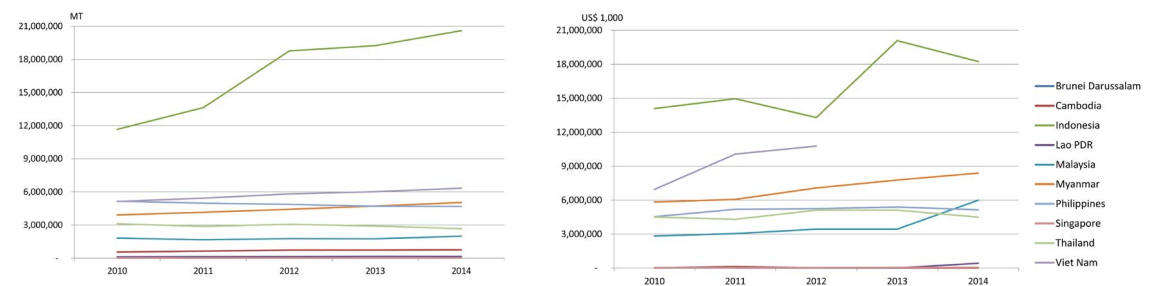 MT
21,000,000
18,000,000
15,000,000
12,000,000
9,000,000
6,000,000
3,000,000
-
2010 2011 2012 2013 2014
US$ 1,000
21,000,000
18,000,000
15,000,000
12,000,000
9,000,000
6,000,000
3,000,000
-
2010 2011 2012 2013 2014
Brunei Darussalam
Cambodia
Indonesia
Lao PDR
Malaysia
Myanmar
Philippines
Singapore
Thailand
Viet Nam